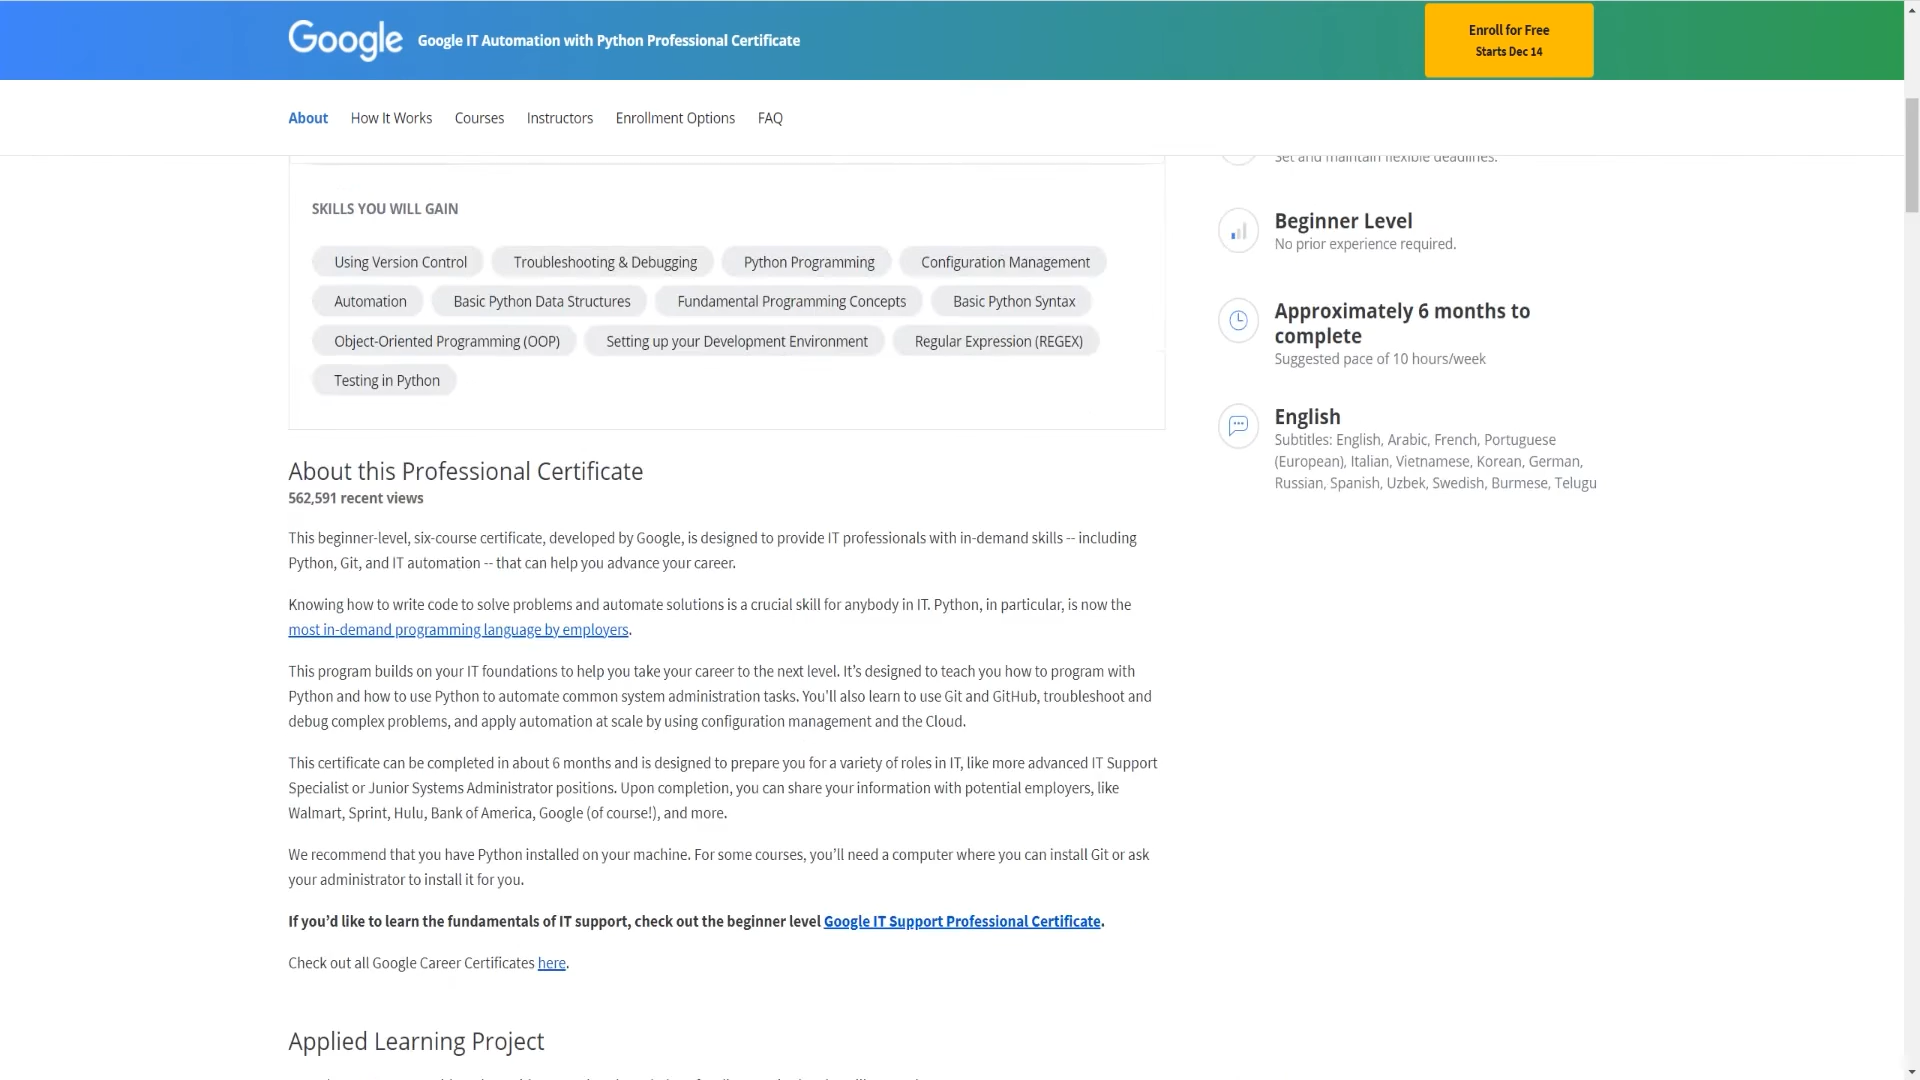 Google
Google IT Automation with Python Professional Certificate
Enroll for Free
Starts Dec 14
About
How It Works
Courses
Instructors
Enrollment Options
FAQ
Set and maintain flexible deadlines.
SKILLS YOU WILL GAIN
Using Version Control
Troubleshooting & Debugging
Python Programming
Configuration Management
Automation
Basic Python Data Structures
Fundamental Programming Concepts
Basic Python Syntax
Object-Oriented Programming (OOP)
Setting up your Development Environment
Regular Expression (REGEX)
Testing in Python
Beginner Level
No prior experience required.
Approximately 6 months to
complete
Suggested pace of 10 hours/week
English
Subtitles: English, Arabic, French, Portuguese
(European), Italian, Vietnamese, Korean, German,
Russian, Spanish, Uzbek, Swedish, Burmese, Telugu
About this Professional Certificate
562,591 recent views
This beginner-level, six-course certificate, developed by Google, is designed to provide IT professionals with in-demand skills -- including
Python, Git, and IT automation -- that can help you advance your career.
Knowing how to write code to solve problems and automate solutions is a crucial skill for anybody in IT. Python, in particular, is now the
most in-demand programming language by employers.
This program builds on your IT foundations to help you take your career to the next level. It’s designed to teach you how to program with
Python and how to use Python to automate common system administration tasks. You'll also learn to use Git and GitHub, troubleshoot and
debug complex problems, and apply automation at scale by using configuration management and the Cloud.
This certificate can be completed in about 6 months and is designed to prepare you for a variety of roles in IT, like more advanced IT Support
Specialist or Junior Systems Administrator positions. Upon completion, you can share your information with potential employers, like
Walmart, Sprint, Hulu, Bank of America, Google (of course!), and more.
We recommend that you have Python installed on your machine. For some courses, you’ll need a computer where you can install Git or ask
your administrator to install it for you.
If you’d like to learn the fundamentals of IT support, check out the beginner level Google IT Support Professional Certificate.
Check out all Google Career Certificates here.
Applied Learning Project